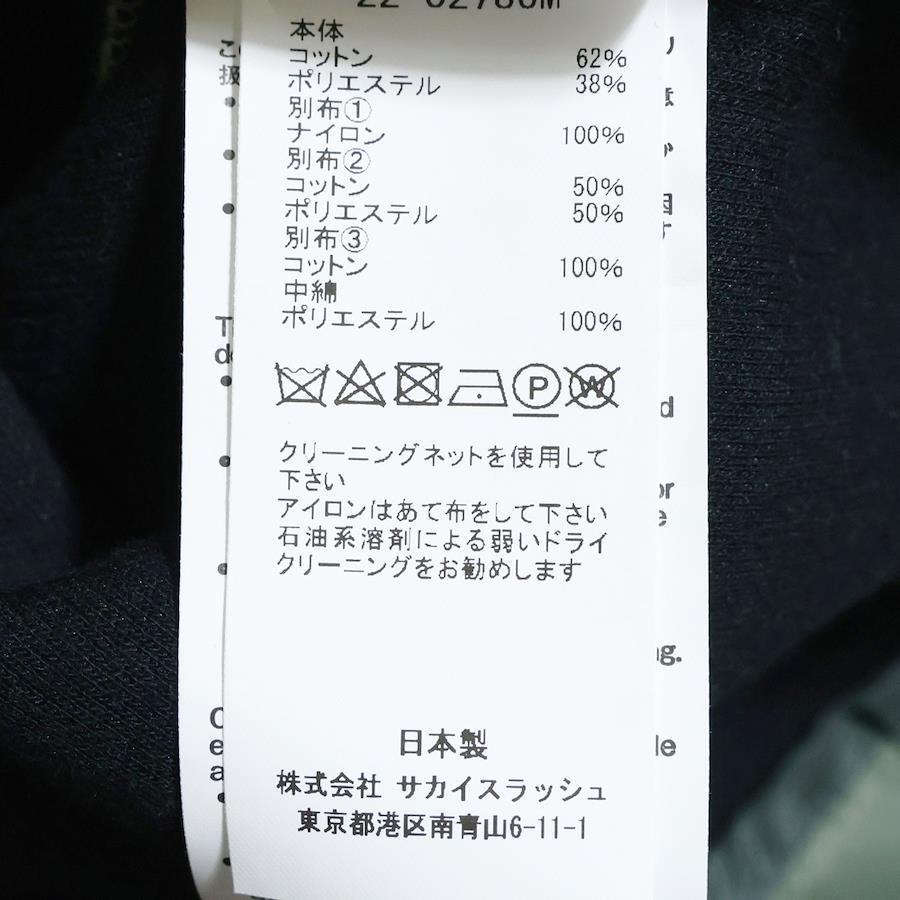 本体
コットン 62%
ポリエステル 38%
別布①
ナイロン 100%
別布②
コットン 50%
ポリエステル 50%
別布③
コットン 100%
中綿
ポリエステル 100%
P W
クリーニングネットを使用して
下さい
アイロンはあて布をして下さい
石油系溶剤による弱いドライ
クリーニングをお勧めします
日本製
株式会社 サカイスラッシュ
東京都港区南青山6-11-1